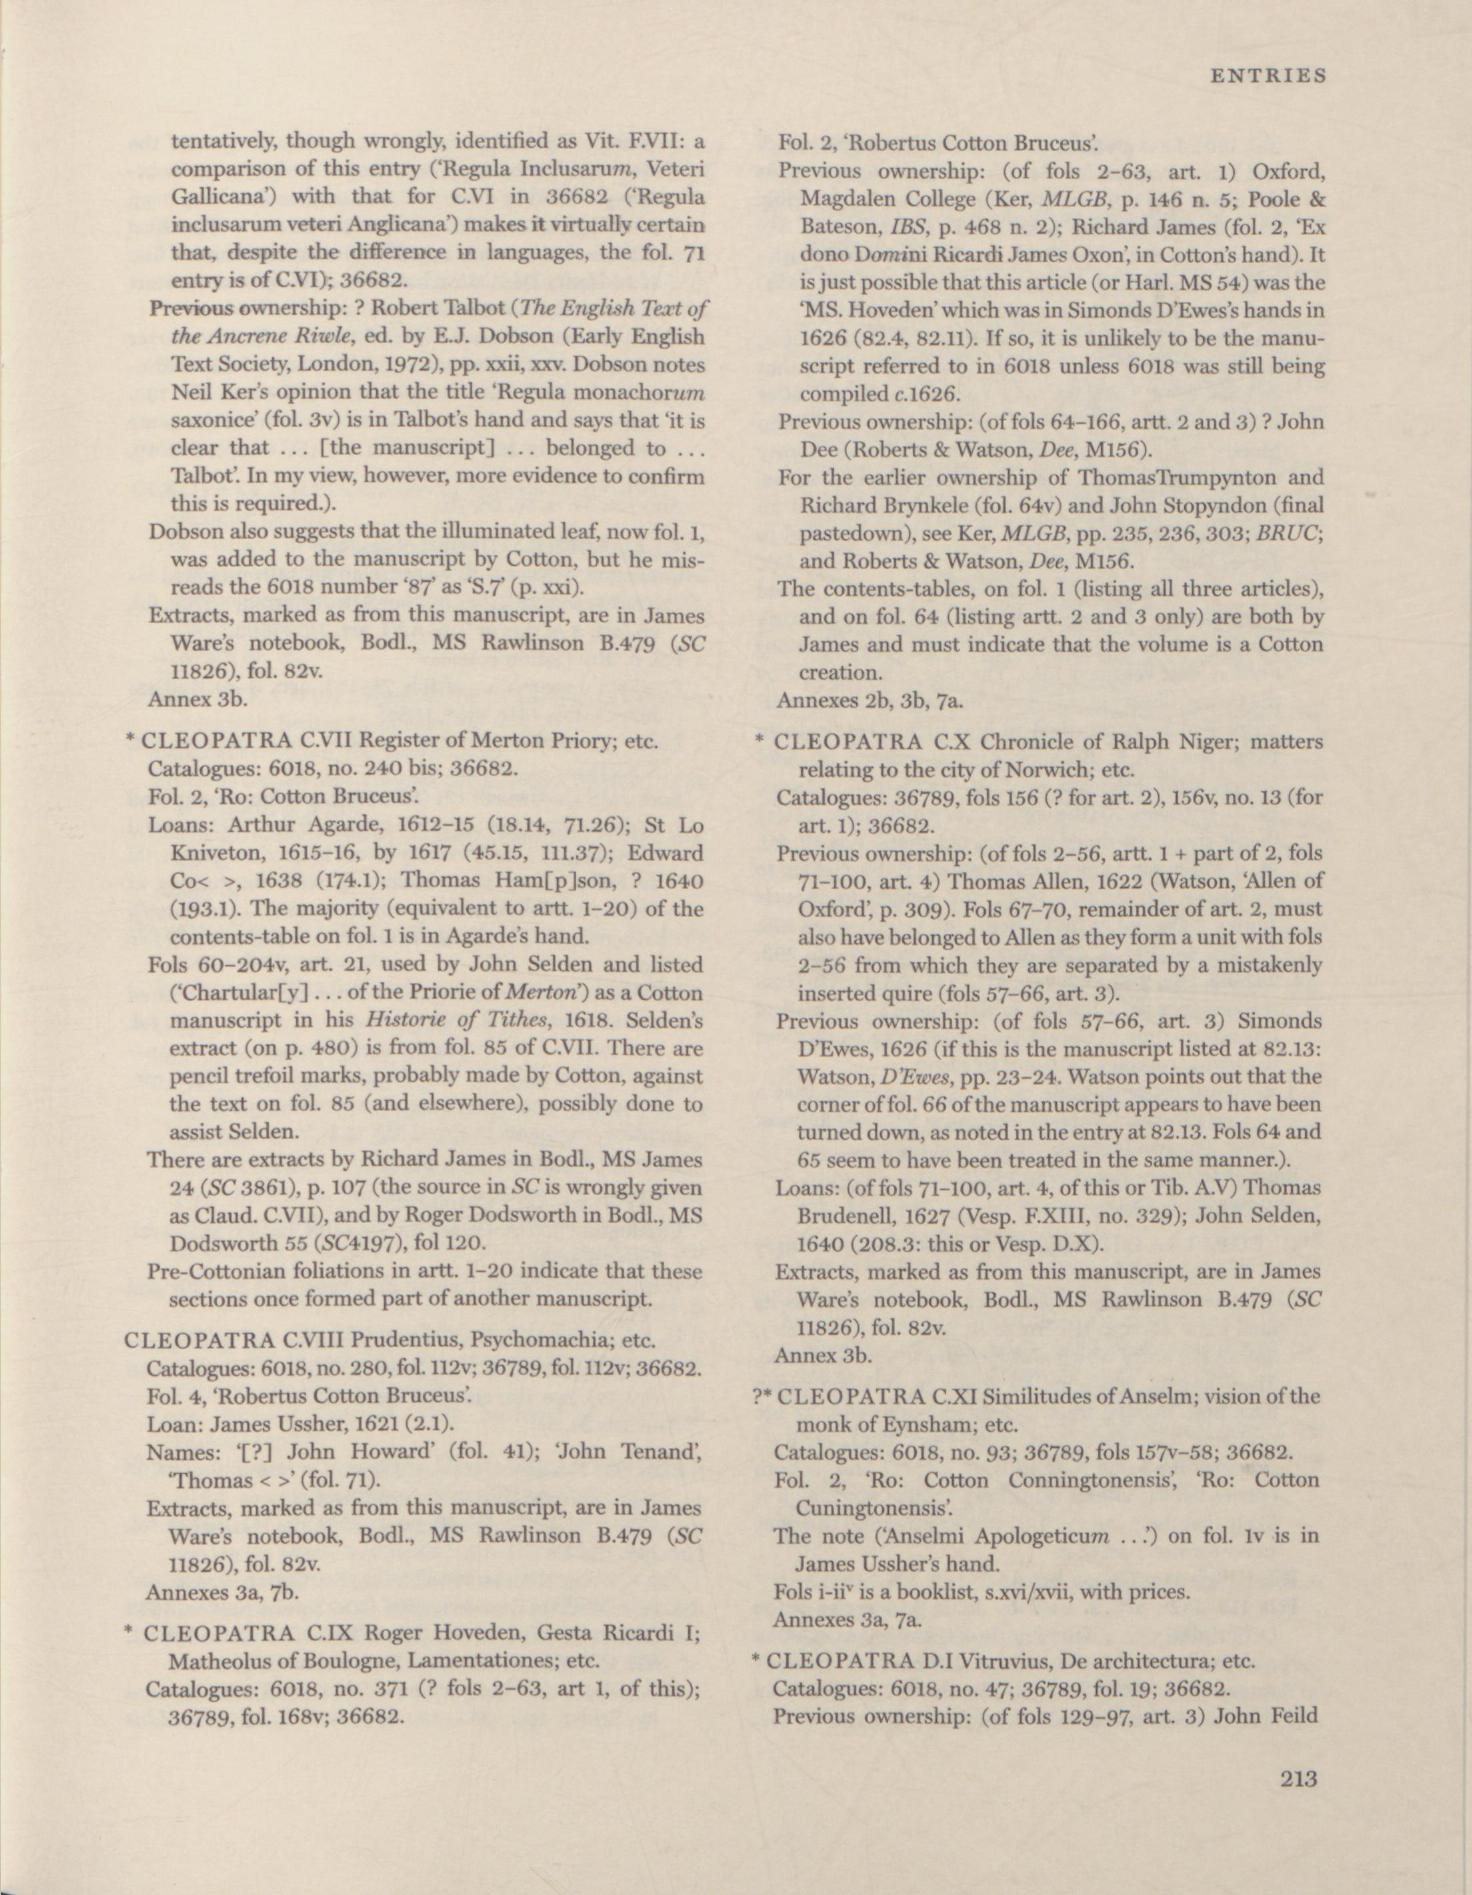 ENTRIES
tentatively, though wrongly, identified as Vit. F.VII: a
comparison of this entry (‘Regula Inclusarum, Veteri
Gallicana’) with that for C.VI in 36682 (‘Regula
inclusarum veteri Anglicana’) makes it virtually certain
that, despite the difference in languages, the fol. 71
entry is of C.VI); 36682.
Previous ownership: ? Robert Talbot (The English Text of
the Ancrene Riwle, ed. by E.J. Dobson (Early English
Text Society, London, 1972), pp. xxii, xxv. Dobson notes
Neil Ker’s opinion that the title ‘Regula monachorum
saxonice’ (fol. 3v) is in Talbot’s hand and says that ‘it is
clear that ... [the manuscript] ... belonged to ...
Talbot’. In my view, however, more evidence to confirm
this is required.).
Dobson also suggests that the illuminated leaf, now fol. 1,
was added to the manuscript by Cotton, but he mis-
reads the 6018 number ‘87’ as ‘S.7’ (p. xxi).
Extracts, marked as from this manuscript, are in James
Ware’s notebook, Bodl., MS Rawlinson B.479 (SC
11826), fol. 82v.
Annex 3b.
* CLEOPATRA C.VII Register of Merton Priory; etc.
Catalogues: 6018, no. 240 bis; 36682.
Fol. 2, ‘Ro: Cotton Bruceus’.
Loans: Arthur Agarde, 1612–15 (18.14, 71.26); St Lo
Kniveton, 1615–16, by 1617 (45.15, 111.37); Edward
Co< >, 1638 (174.1); Thomas Ham[p]son, ? 1640
(193.1). The majority (equivalent to artt. 1–20) of the
contents-table on fol. 1 is in Agarde’s hand.
Fols 60–204v, art. 21, used by John Selden and listed
(‘Chartular[y] ... of the Priorie of Merton’) as a Cotton
manuscript in his Historie of Tithes, 1618. Selden’s
extract (on p. 480) is from fol. 85 of C.VII. There are
pencil trefoil marks, probably made by Cotton, against
the text on fol. 85 (and elsewhere), possibly done to
assist Selden.
There are extracts by Richard James in Bodl., MS James
24 (SC 3861), p. 107 (the source in SC is wrongly given
as Claud. C.VII), and by Roger Dodsworth in Bodl., MS
Dodsworth 55 (SC4197), fol 120.
Pre-Cottonian foliations in artt. 1–20 indicate that these
sections once formed part of another manuscript.
CLEOPATRA C.VIII Prudentius, Psychomachia; etc.
Catalogues: 6018, no. 280, fol. 112v; 36789, fol. 112v; 36682.
Fol. 4, ‘Robertus Cotton Bruceus’.
Loan: James Ussher, 1621 (2.1).
Names: ‘[?] John Howard’ (fol. 41); ‘John Tenand’,
‘Thomas < >’ (fol. 71).
Extracts, marked as from this manuscript, are in James
Ware’s notebook, Bodl., MS Rawlinson B.479 (SC
11826), fol. 82v.
Annexes 3a, 7b.
* CLEOPATRA C.IX Roger Hoveden, Gesta Ricardi I;
Matheolus of Boulogne, Lamentationes; etc.
Catalogues: 6018, no. 371 (? fols 2–63, art 1, of this);
36789, fol. 168v; 36682.
Fol. 2, ‘Robertus Cotton Bruceus’.
Previous ownership: (of fols 2–63, art. 1) Oxford,
Magdalen College (Ker, MLGB, p. 146 n. 5; Poole &
Bateson, IBS, p. 468 n. 2); Richard James (fol. 2, ‘Ex
dono Domini Ricardi James Oxon’, in Cotton’s hand). It
is just possible that this article (or Harl. MS 54) was the
‘MS. Hoveden’ which was in Simonds D’Ewes’s hands in
1626 (82.4, 82.11). If so, it is unlikely to be the manu-
script referred to in 6018 unless 6018 was still being
compiled c.1626.
Previous ownership: (of fols 64–166, artt. 2 and 3) ? John
Dee (Roberts & Watson, Dee, M156).
For the earlier ownership of ThomasTrumpynton and
Richard Brynkele (fol. 64v) and John Stopyndon (final
pastedown), see Ker, MLGB, pp. 235, 236, 303; BRUC;
and Roberts & Watson, Dee, M156.
The contents-tables, on fol. 1 (listing all three articles),
and on fol. 64 (listing artt. 2 and 3 only) are both by
James and must indicate that the volume is a Cotton
creation.
Annexes 2b, 3b, 7a.
* CLEOPATRA C.X Chronicle of Ralph Niger; matters
relating to the city of Norwich; etc.
Catalogues: 36789, fols 156 (? for art. 2), 156v, no. 13 (for
art. 1); 36682.
Previous ownership: (of fols 2–56, artt. 1 + part of 2, fols
71–100, art. 4) Thomas Allen, 1622 (Watson, ‘Allen of
Oxford’, p. 309). Fols 67–70, remainder of art. 2, must
also have belonged to Allen as they form a unit with fols
2–56 from which they are separated by a mistakenly
inserted quire (fols 57–66, art. 3).
Previous ownership: (of fols 57–66, art. 3) Simonds
D’Ewes, 1626 (if this is the manuscript listed at 82.13:
Watson, D’Ewes, pp. 23–24. Watson points out that the
corner of fol. 66 of the manuscript appears to have been
turned down, as noted in the entry at 82.13. Fols 64 and
65 seem to have been treated in the same manner.).
Loans: (of fols 71–100, art. 4, of this or Tib. A.V) Thomas
Brudenell, 1627 (Vesp. F.XIII, no. 329); John Selden,
1640 (208.3: this or Vesp. D.X).
Extracts, marked as from this manuscript, are in James
Ware’s notebook, Bodl., MS Rawlinson B.479 (SC
11826), fol. 82v.
Annex 3b.
?* CLEOPATRA C.XI Similitudes of Anselm; vision of the
monk of Eynsham; etc.
Catalogues: 6018, no. 93; 36789, fols 157v–58; 36682.
Fol. 2, ‘Ro: Cotton Conningtonensis’, ‘Ro: Cotton
Cuningtonensis’.
The note (‘Anselmi Apologeticum ...’) on fol. 1v is in
James Ussher’s hand.
Fols i-iiᵛ is a booklist, s.xvi/xvii, with prices.
Annexes 3a, 7a.
* CLEOPATRA D.I Vitruvius, De architectura; etc.
Catalogues: 6018, no. 47; 36789, fol. 19; 36682.
Previous ownership: (of fols 129–97, art. 3) John Feild
213